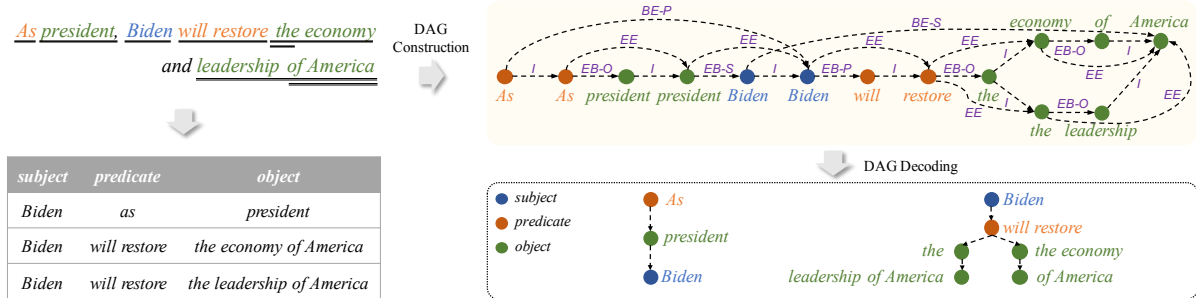 As president, Biden will restore the economy
and leadership of America
DAG
Construction
subject predicate object
Biden as president
Biden will restore the economy of America
Biden will restore the leadership of America
BE-P BE-S economy of America
EE EE EE EE EB-O I
I EB-O I EB-S I EB-P I EB-O I EE I EE
As As president president Biden Biden will restore the
EE I EB-O
the leadership
DAG Decoding
subject
predicate
object
As
president
Biden
Biden
will restore
the the economy
leadership of America of America